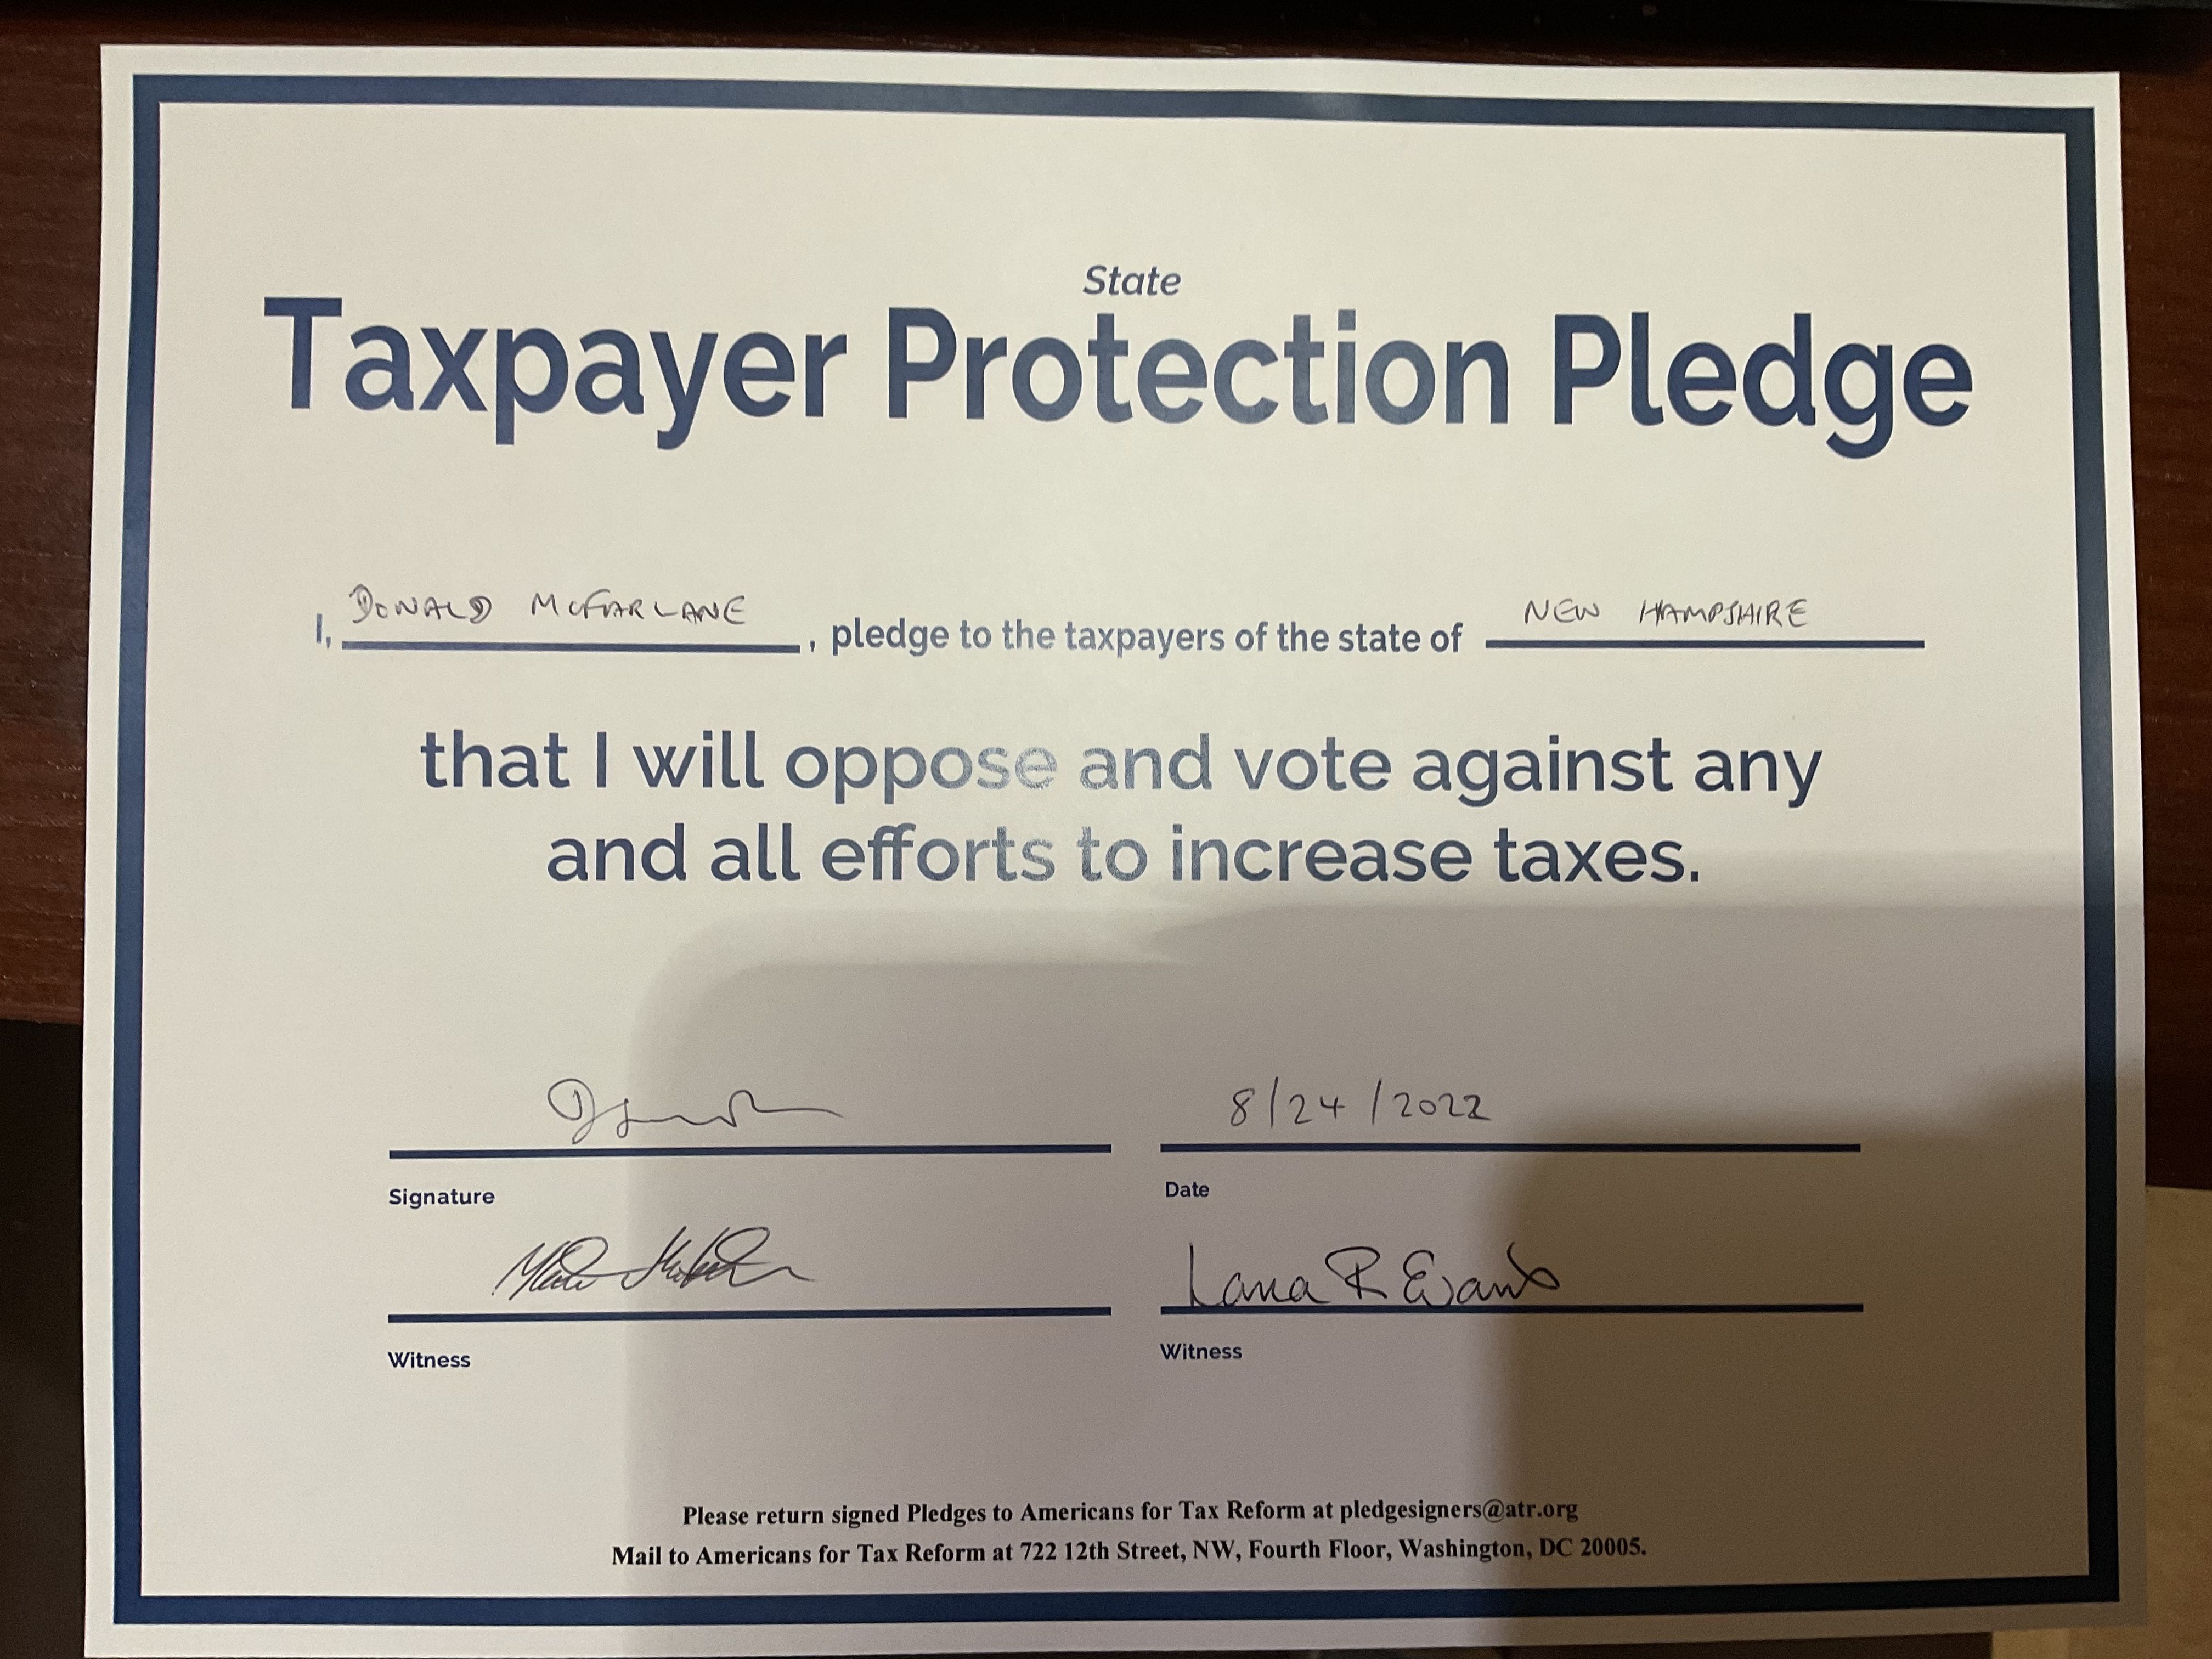 State
Taxpayer Protection Pledge
I, DONALD MCFARLANE, pledge to the taxpayers of the state of NEW HAMPSHIRE
that I will oppose and vote against any
and all efforts to increase taxes.
8/24/2022
Signature Date
Lana R Evans
Witness Witness
Please return signed Pledges to Americans for Tax Reform at pledgesigners@atr.org
Mail to Americans for Tax Reform at 722 12th Street, NW, Fourth Floor, Washington, DC 20005.